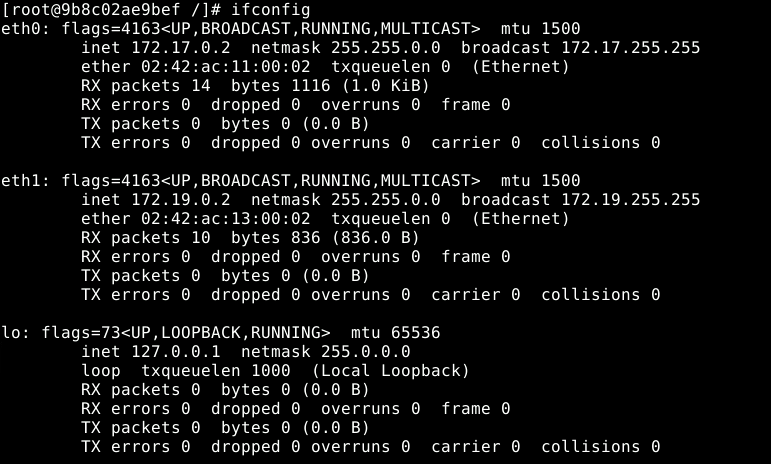 [root@9b8c02ae9bef /]# ifconfig
eth0: flags=4163<UP,BROADCAST,RUNNING,MULTICAST>  mtu 1500
        inet 172.17.0.2  netmask 255.255.0.0  broadcast 172.17.255.255
        ether 02:42:ac:11:00:02  txqueuelen 0  (Ethernet)
        RX packets 14  bytes 1116 (1.0 KiB)
        RX errors 0  dropped 0  overruns 0  frame 0
        TX packets 0  bytes 0 (0.0 B)
        TX errors 0  dropped 0 overruns 0  carrier 0  collisions 0

eth1: flags=4163<UP,BROADCAST,RUNNING,MULTICAST>  mtu 1500
        inet 172.19.0.2  netmask 255.255.0.0  broadcast 172.19.255.255
        ether 02:42:ac:13:00:02  txqueuelen 0  (Ethernet)
        RX packets 10  bytes 836 (836.0 B)
        RX errors 0  dropped 0  overruns 0  frame 0
        TX packets 0  bytes 0 (0.0 B)
        TX errors 0  dropped 0 overruns 0  carrier 0  collisions 0

lo: flags=73<UP,LOOPBACK,RUNNING>  mtu 65536
        inet 127.0.0.1  netmask 255.0.0.0
        loop  txqueuelen 1000  (Local Loopback)
        RX packets 0  bytes 0 (0.0 B)
        RX errors 0  dropped 0  overruns 0  frame 0
        TX packets 0  bytes 0 (0.0 B)
        TX errors 0  dropped 0 overruns 0  carrier 0  collisions 0